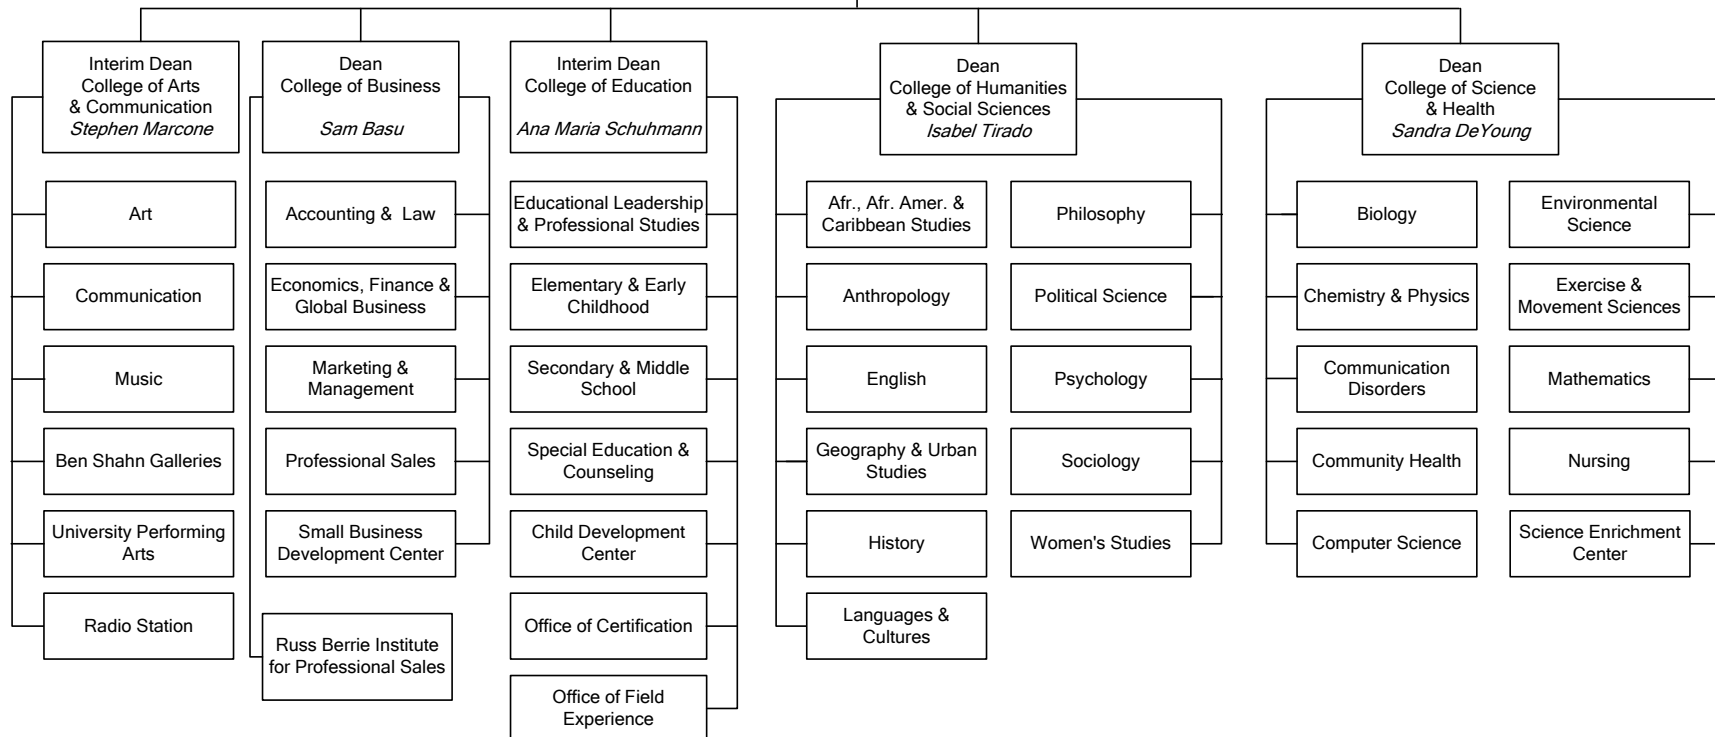 Interim Dean
College of Arts
& Communication
Stephen Marcone
Art
Communication
Music
Ben Shahn Galleries
University Performing
Arts
Radio Station
Dean
College of Business
Sam Basu
Accounting & Law
Economics, Finance &
Global Business
Marketing &
Management
Professional Sales
Small Business
Development Center
Russ Berrie Institute
for Professional Sales
Interim Dean
College of Education
Ana Maria Schuhmann
Educational Leadership
& Professional Studies
Elementary & Early
Childhood
Secondary & Middle
School
Special Education &
Counseling
Child Development
Center
Office of Certification
Office of Field
Experience
Dean
College of Humanities
& Social Sciences
Isabel Tirado
Afr., Afr. Amer. &
Caribbean Studies
Anthropology
English
Geography & Urban
Studies
History
Languages &
Cultures
Philosophy
Political Science
Psychology
Sociology
Women's Studies
Dean
College of Science
& Health
Sandra DeYoung
Biology
Chemistry & Physics
Communication
Disorders
Community Health
Computer Science
Environmental
Science
Exercise &
Movement Sciences
Mathematics
Nursing
Science Enrichment
Center